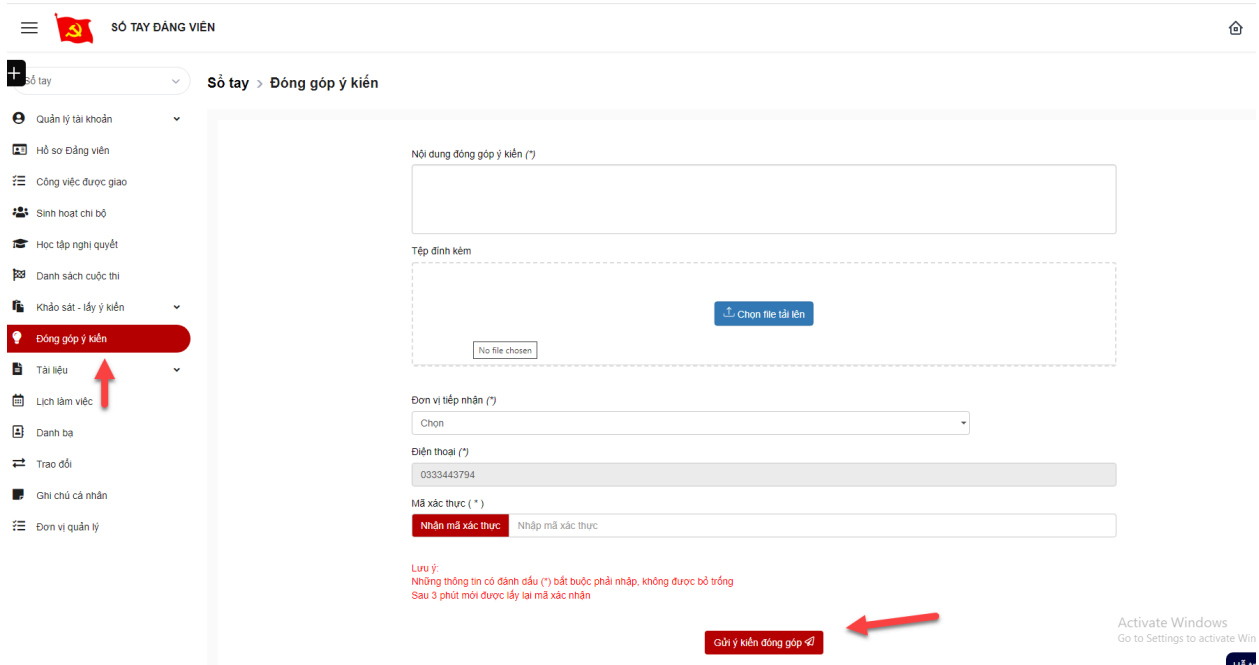 SỔ TAY ĐẢNG VIÊN
Sổ tay
Sổ tay > Đóng góp ý kiến
Quản lý tài khoản
Hồ sơ Đảng viên
Công việc được giao
Sinh hoạt chi bộ
Học tập nghị quyết
Danh sách cuộc thi
Khảo sát - lấy ý kiến
Đóng góp ý kiến
Tài liệu
Lịch làm việc
Danh bạ
Trao đổi
Ghi chú cá nhân
Đơn vị quản lý
Nội dung đóng góp ý kiến (*)
Tệp đính kèm
Chọn file tải lên
No file chosen
Đơn vị tiếp nhận (*)
Chọn
Điện thoại (*)
0333443794
Mã xác thực ( * )
Nhận mã xác thực Nhập mã xác thực
Lưu ý:
Những thông tin có đánh dấu (*) bắt buộc phải nhập, không được bỏ trống
Sau 3 phút mới được lấy lại mã xác nhận
Gửi ý kiến đóng góp
Activate Windows
Go to Settings to activate Win